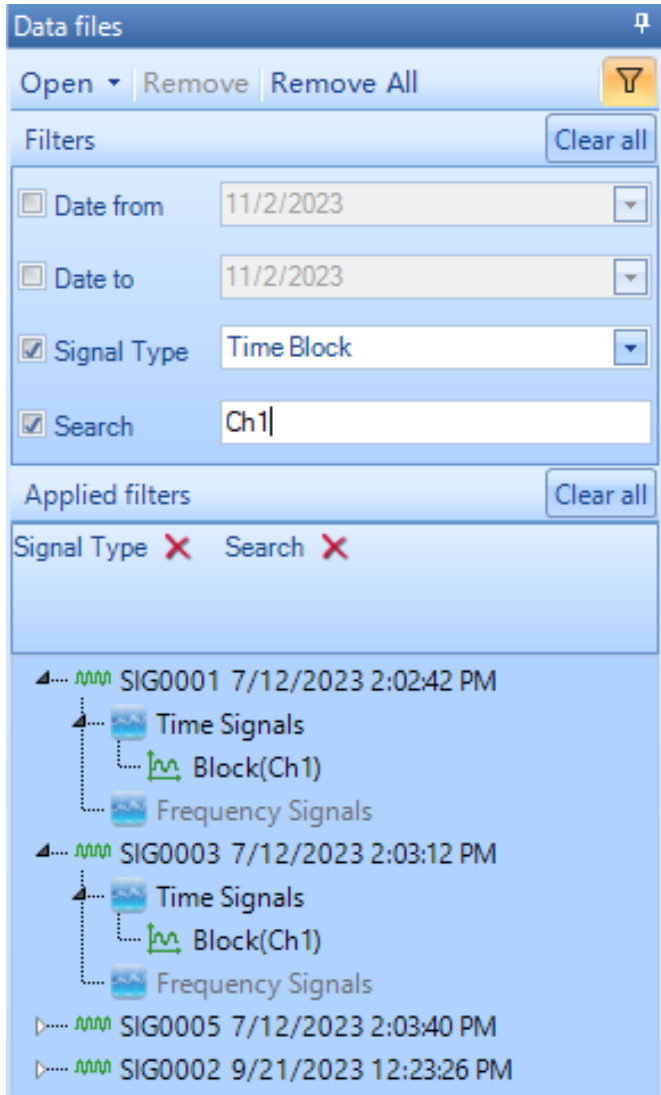 Data files
Open Remove Remove All
Filters Clear all
Date from 11/2/2023
Date to 11/2/2023
Signal Type Time Block
Search Ch1
Applied filters Clear all
Signal Type Search
SIG0001 7/12/2023 2:02:42 PM
Time Signals
Block(Ch1)
Frequency Signals
SIG0003 7/12/2023 2:03:12 PM
Time Signals
Block(Ch1)
Frequency Signals
SIG0005 7/12/2023 2:03:40 PM
SIG0002 9/21/2023 12:23:26 PM